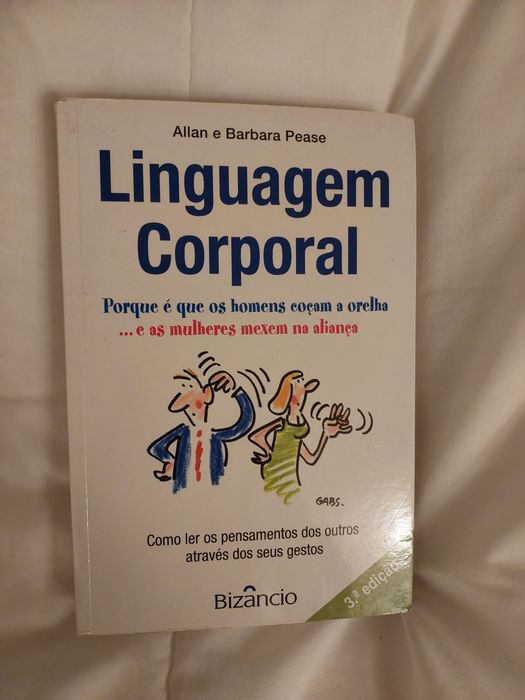 Allan e Barbara Pease
Linguagem
Corporal
Porque é que os homens coçam a orelha
...e as mulheres mexem na aliança
GABS.
Como ler os pensamentos dos outros
através dos seus gestos
Bizâncio
3.ª edição